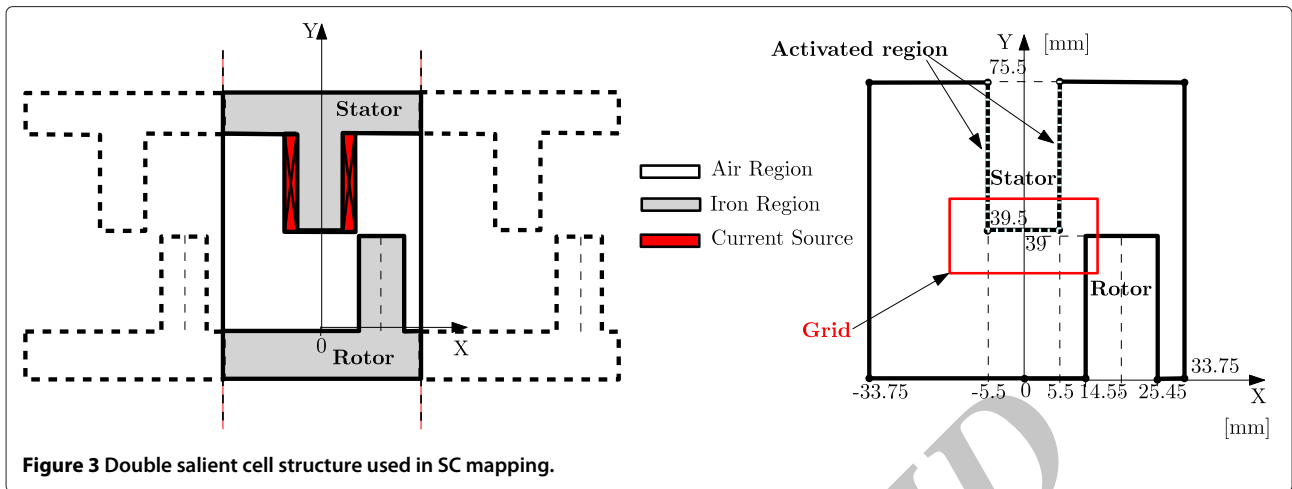 Y
Stator
0
X
Rotor
Air Region
Iron Region
Current Source
Activated region
Y
[mm]
75.5
Stator
39.5
39
Rotor
Grid
33.75
-33.75
-5.5
0
5.5
14.55
25.45
X
[mm]
Figure 3 Double salient cell structure used in SC mapping.